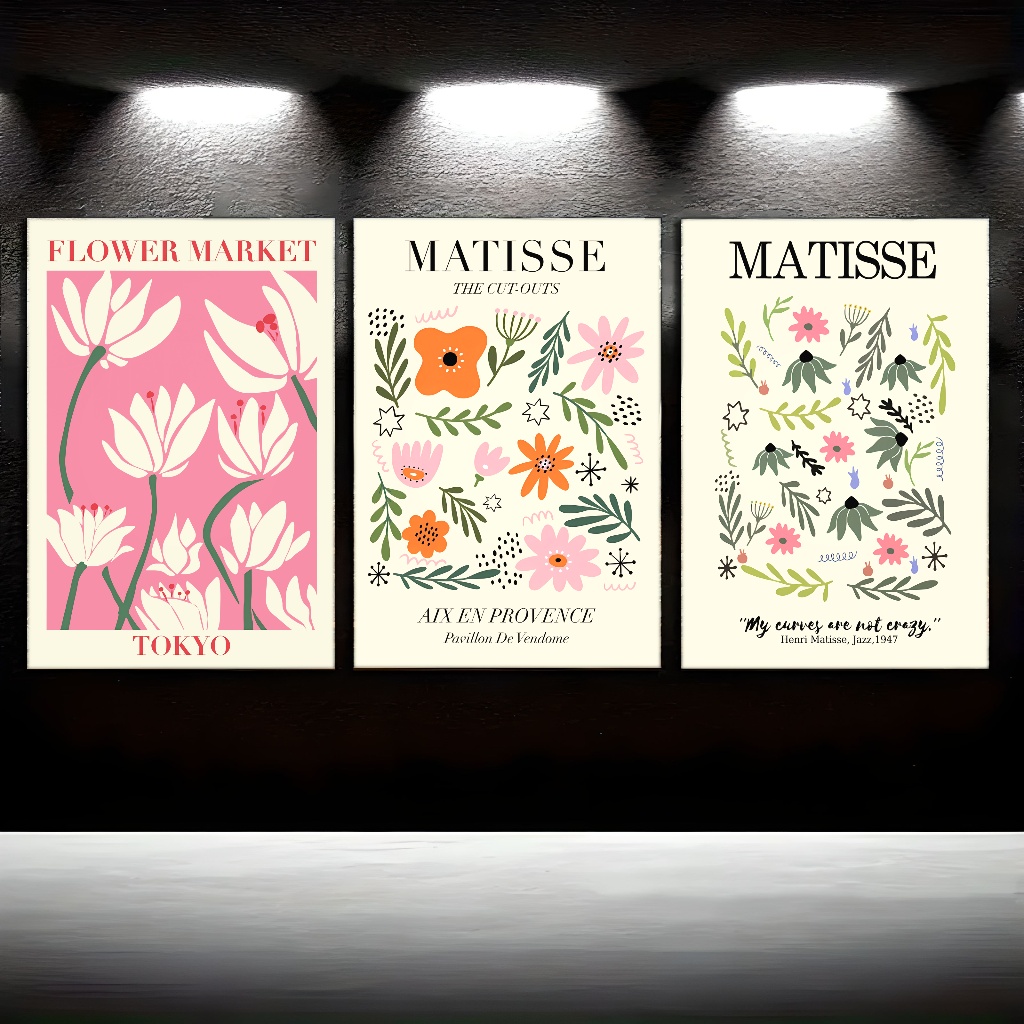 FLOWER MARKET
TOKYO
MATISSE
THE CUT-OUTS
AIX EN PROVENCE
Pavillon De Vendome
MATISSE
"My curves are not crazy."
Henri Matisse, Jazz,1947